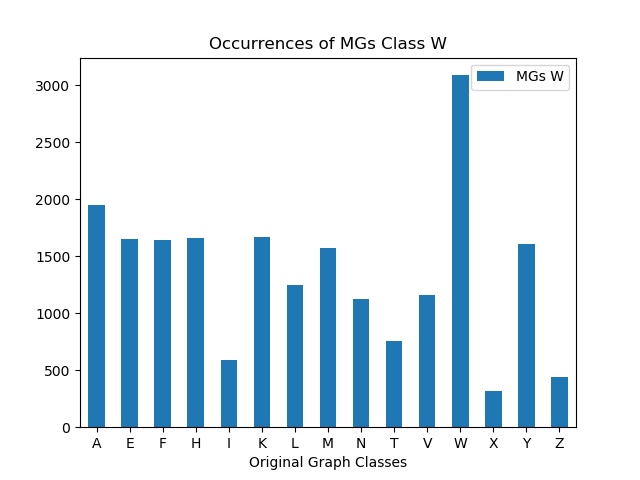 Occurrences of MGs Class W
MGs W
3000
2500
2000
1500
1000
500
0
A E F H I K L M N T V W X Y Z
Original Graph Classes